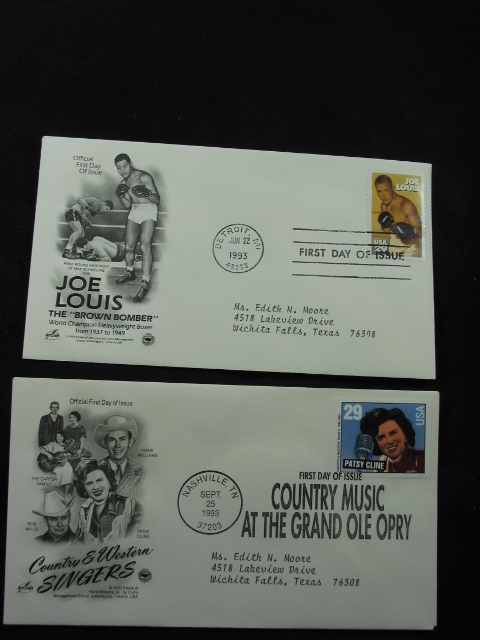 Official
First Day
Of Issue
JOE
LOUIS
THE "BROWN BOMBER"
World Champion Heavyweight Boxer
from 1937 to 1949
DETROIT, MI
JUN 22
1993
48233
FIRST DAY OF ISSUE
JOE
LOUIS
USA
29
Ms. Edith N. Moore
4518 Lakeview Drive
Wichita Falls, Texas 76308
Official First Day of Issue
HANK
WILLIAMS
THE CARTER
FAMILY
BOB
WILLS
PATSY
CLINE
Country & Western
SINGERS
NASHVILLE, TN
SEPT.
25
1993
37203
29
USA
PATSY CLINE
FIRST DAY OF ISSUE
COUNTRY MUSIC
AT THE GRAND OLE OPRY
Ms. Edith N. Moore
4518 Lakeview Drive
Wichita Falls, Texas 76308